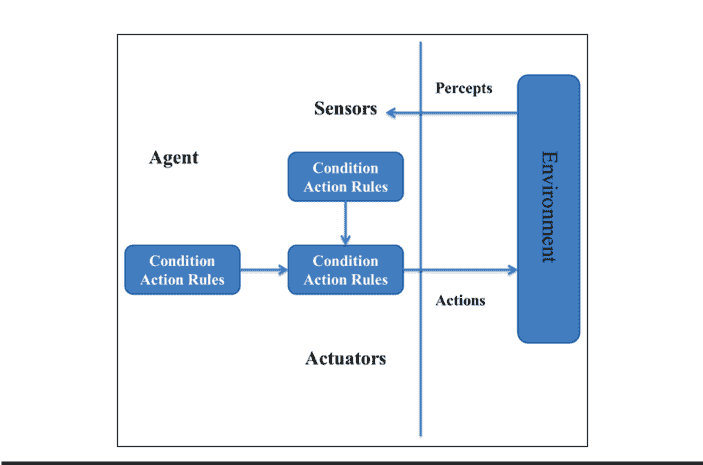 Percepts
Sensors
Agent
Condition
Action Rules
Environment
Condition
Action Rules
Condition
Action Rules
Actions
Actuators